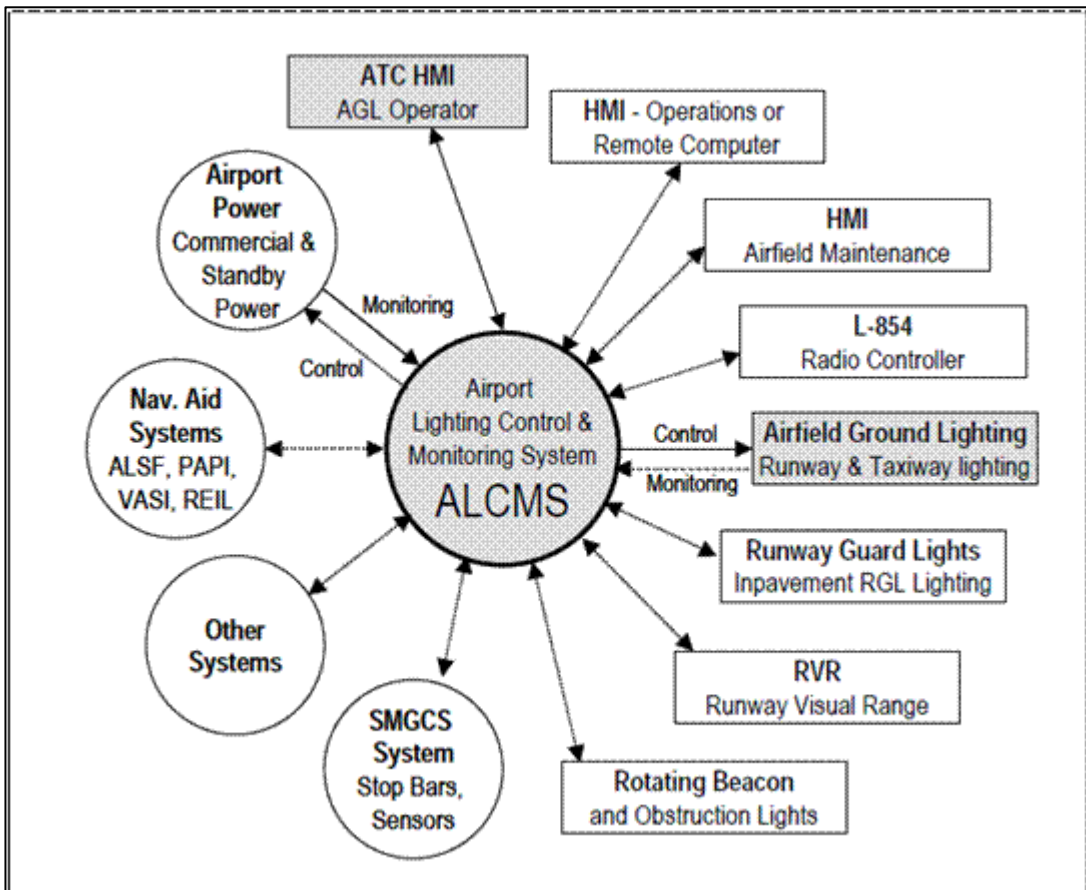 ATC HMI
AGL Operator
HMI - Operations or
Remote Computer
Airport
Power
Commercial &
Standby
Power
HMI
Airfield Maintenance
Monitoring
Control
L-854
Radio Controller
Nav. Aid
Systems
ALSF, PAPI,
VASI, REIL
Airport
Lighting Control &
Monitoring System
ALCMS
Control
Monitoring
Airfield Ground Lighting
Runway & Taxiway lighting
Runway Guard Lights
Inpavement RGL Lighting
Other
Systems
RVR
Runway Visual Range
SMGCS
System
Stop Bars,
Sensors
Rotating Beacon
and Obstruction Lights